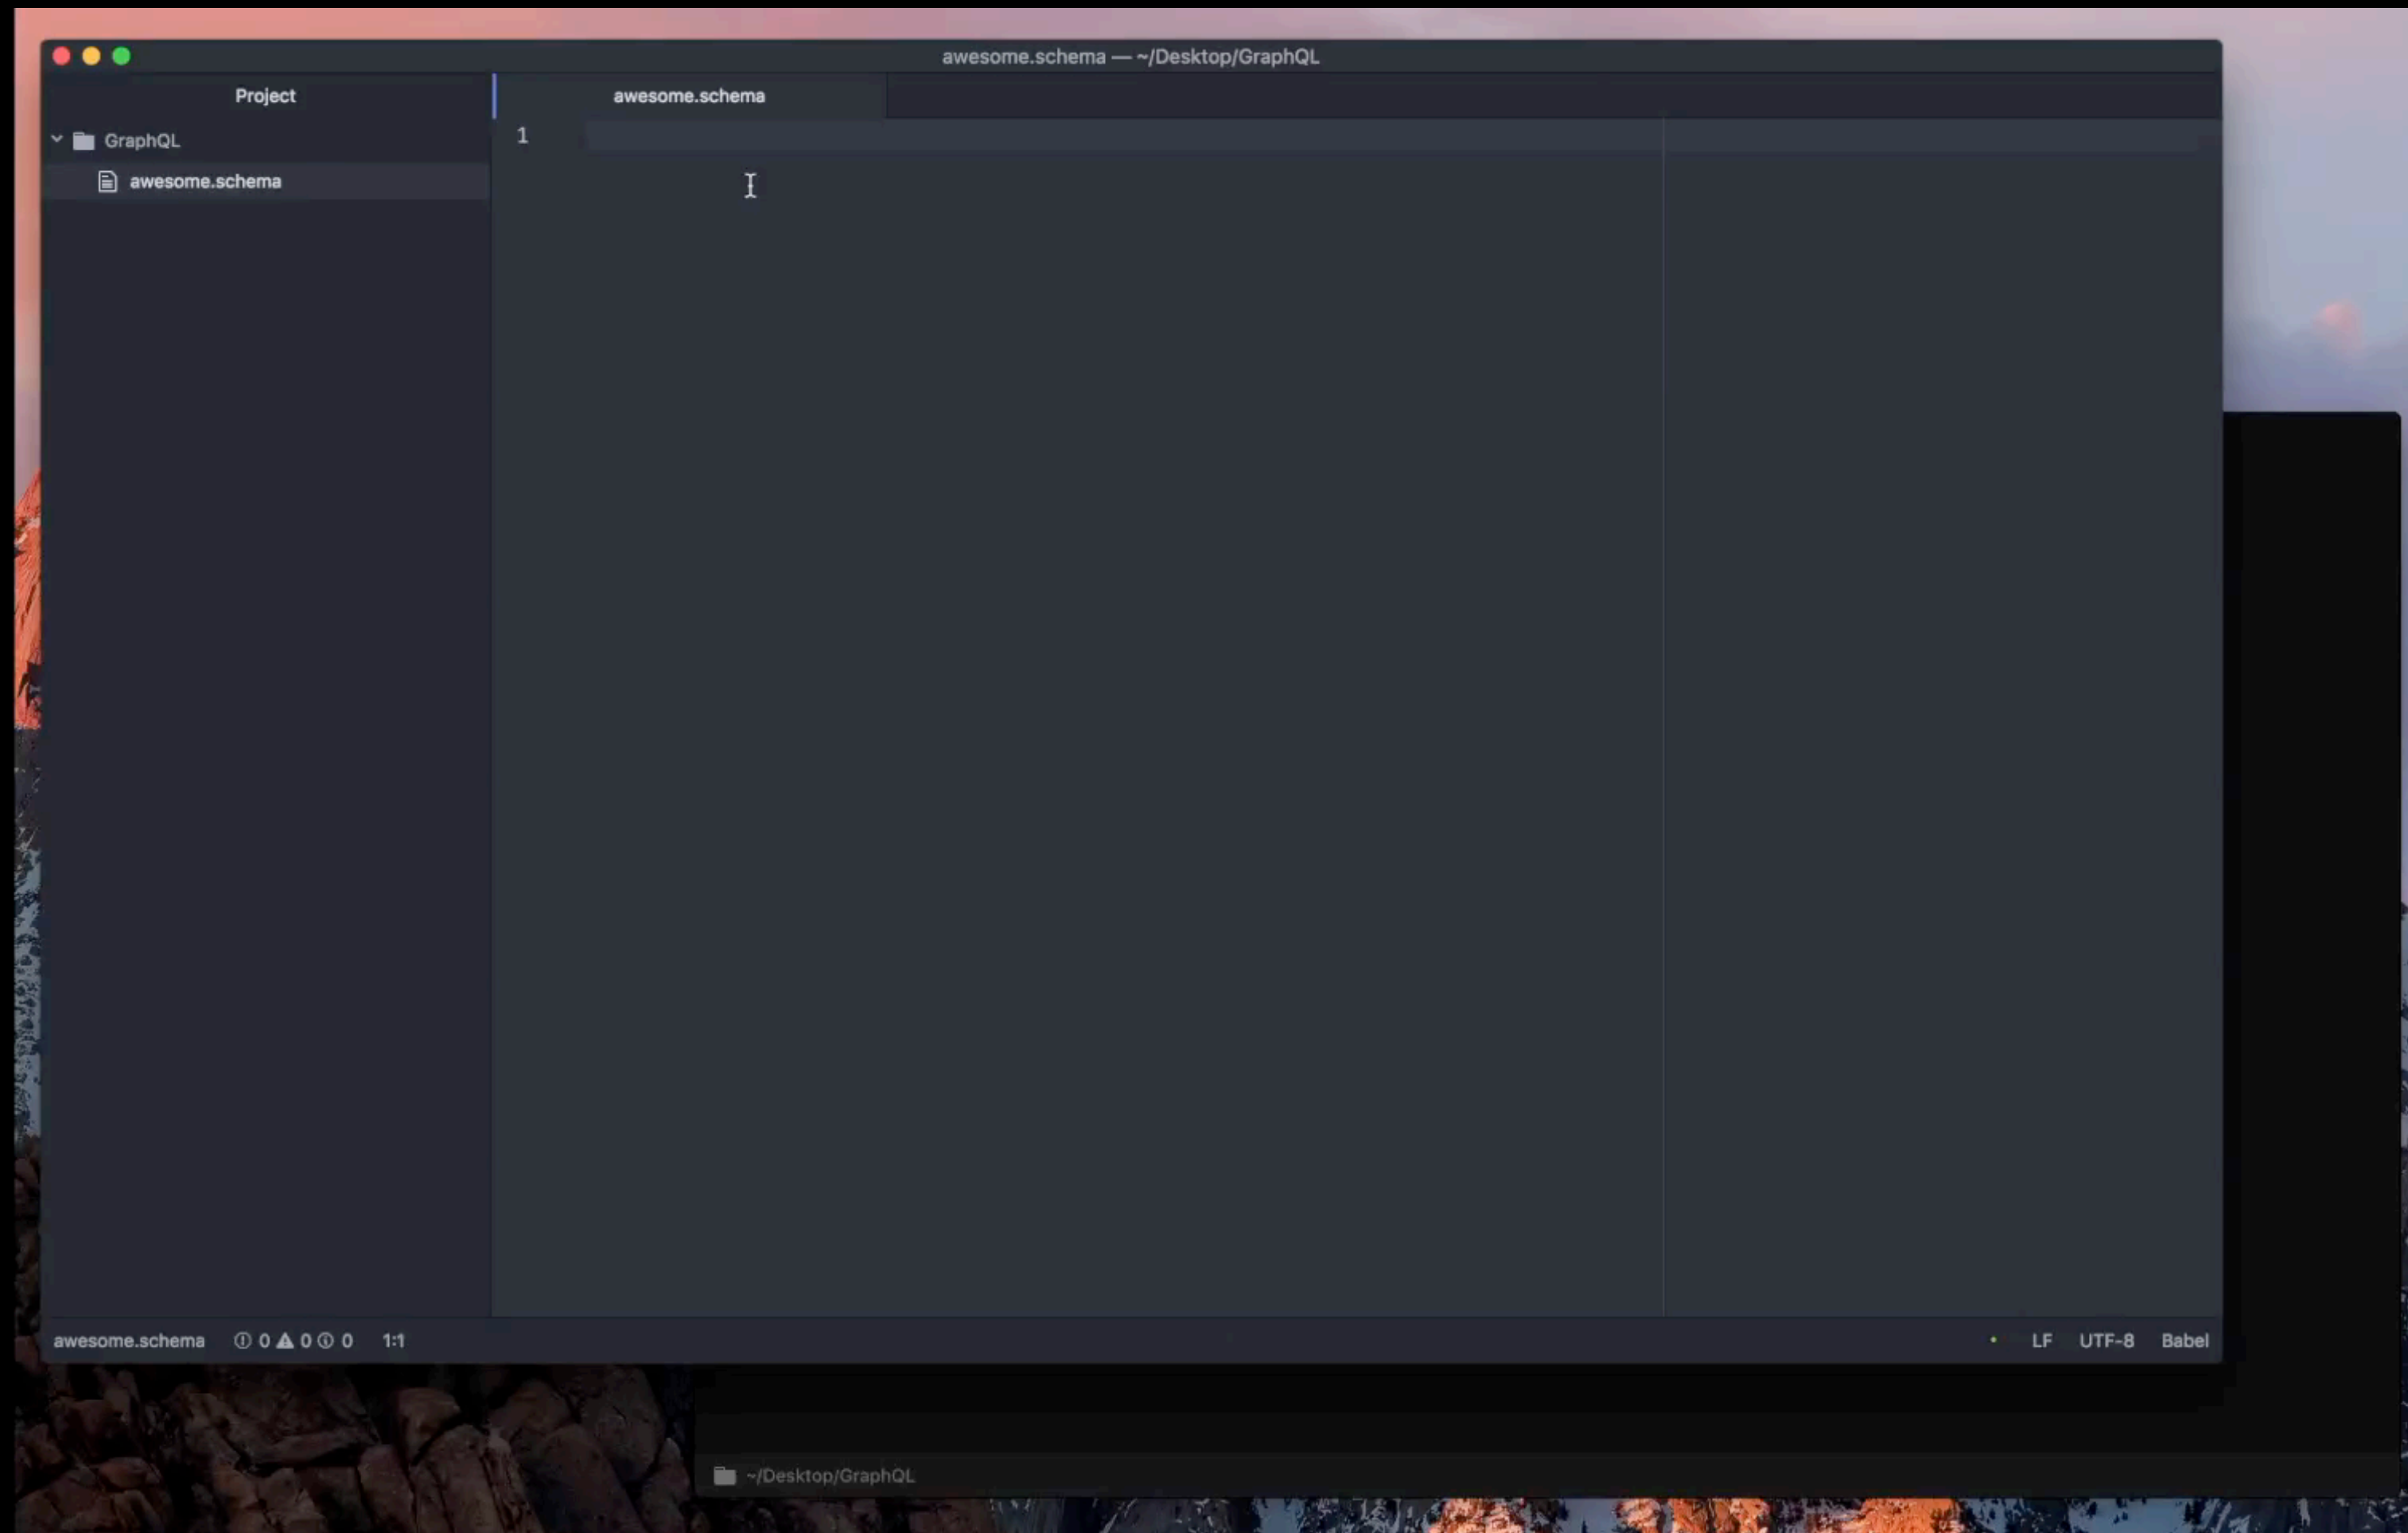 awesome.schema — ~/Desktop/GraphQL
Project
awesome.schema
GraphQL
1
awesome.schema
awesome.schema 0 0 0 1:1
LF UTF-8 Babel
~/Desktop/GraphQL